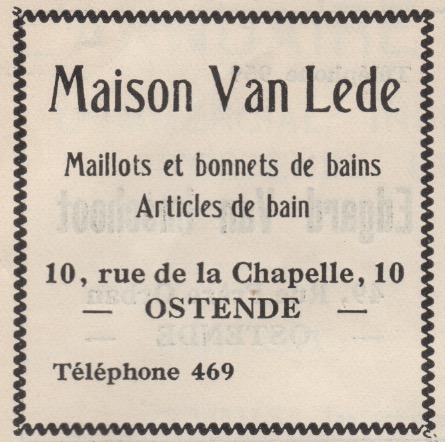 Maison Van Lede
Maillots et bonnets de bains
Articles de bain
10, rue de la Chapelle, 10
— OSTENDE —
Téléphone 469